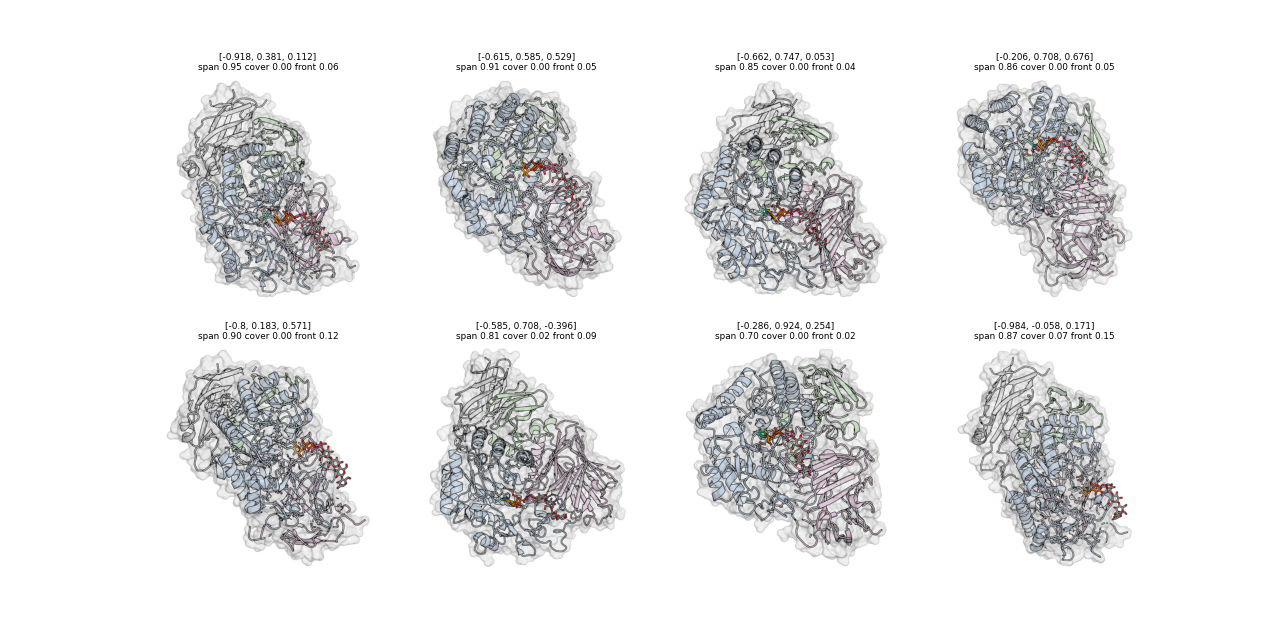 [-0.918, 0.381, 0.112]
span 0.95 cover 0.00 front 0.06
[-0.615, 0.585, 0.529]
span 0.91 cover 0.00 front 0.05
[-0.662, 0.747, 0.053]
span 0.85 cover 0.00 front 0.04
[-0.206, 0.708, 0.676]
span 0.86 cover 0.00 front 0.05
[-0.8, 0.183, 0.571]
span 0.90 cover 0.00 front 0.12
[-0.585, 0.708, -0.396]
span 0.81 cover 0.02 front 0.09
[-0.286, 0.924, 0.254]
span 0.70 cover 0.00 front 0.02
[-0.984, -0.058, 0.171]
span 0.87 cover 0.07 front 0.15